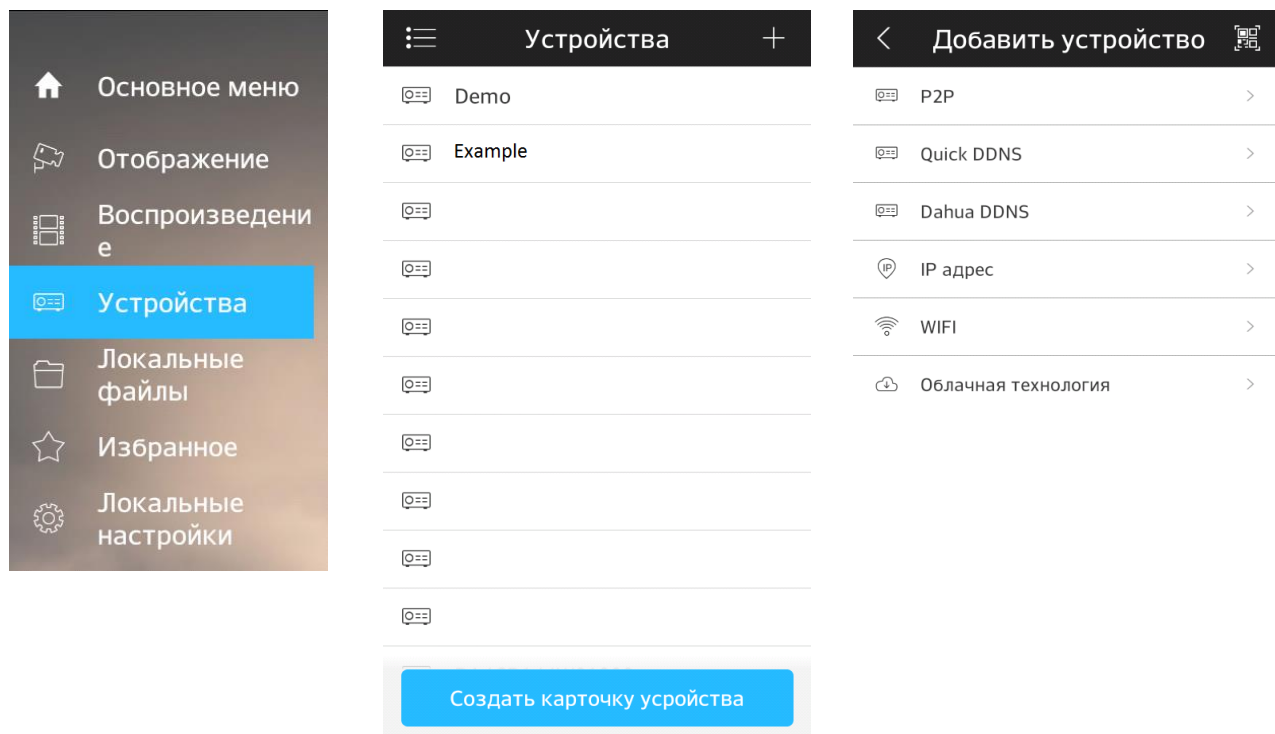 Основное меню
Отображение
Воспроизведени
е
Устройства
Локальные
файлы
Избранное
Локальные
настройки
Устройства
Demo
Example
Создать карточку усройства
Добавить устройство
P2P
Quick DDNS
Dahua DDNS
IP адрес
WIFI
Облачная технология